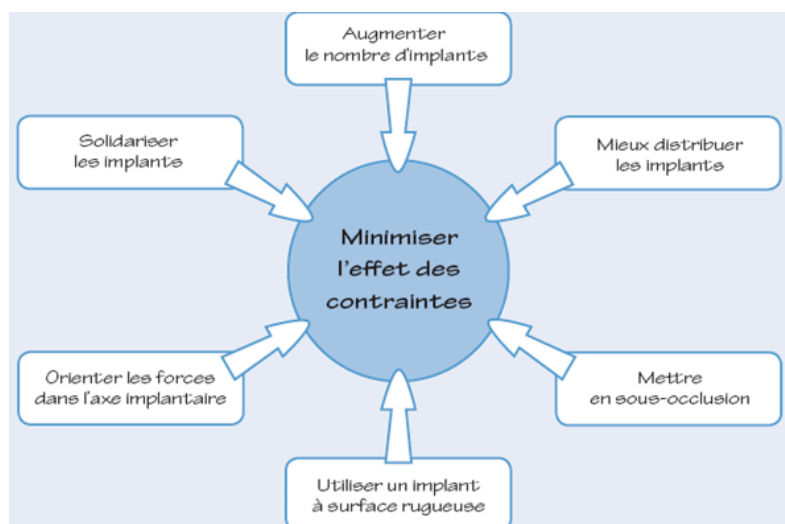 Augmenter
le nombre d'implants
Solidariser
les implants
Mieux distribuer
les implants
Minimiser
l'effet des
contraintes
Orienter les forces
dans l'axe implantaire
Mettre
en sous-occlusion
Utiliser un implant
à surface rugueuse